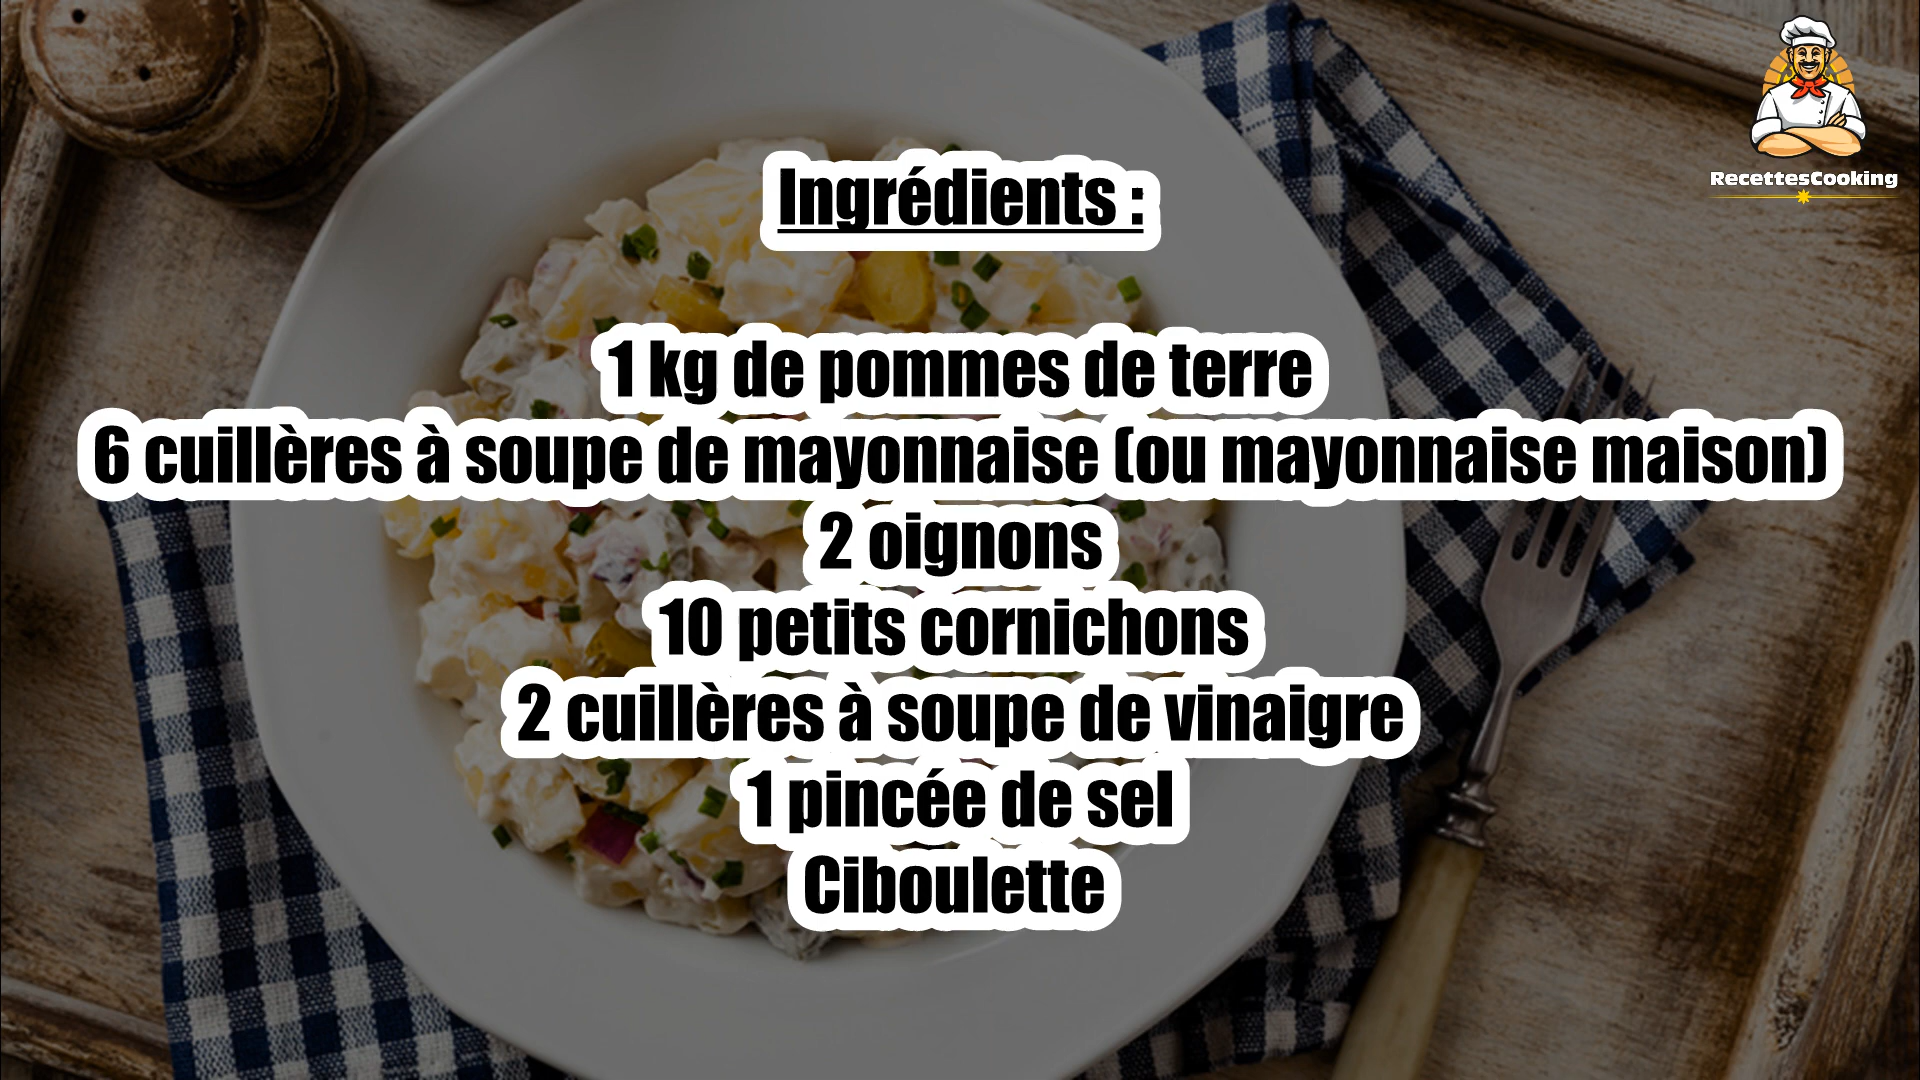 RecettesCooking
Ingrédients :
1 kg de pommes de terre
6 cuillères à soupe de mayonnaise (ou mayonnaise maison)
2 oignons
10 petits cornichons
2 cuillères à soupe de vinaigre
1 pincée de sel
Ciboulette